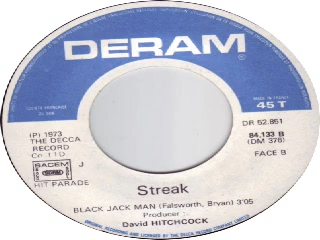 DERAM
®
MADE IN FRANCE
45 T
DR 52.851
84.133 B
(DM 376)
FACE B
(P) 1973
THE DECCA
RECORD
Co. LTD
SACEM
J
HIT PARADE
Streak
BLACK JACK MAN (Falsworth, Bryan) 3'05
Producer :
David HITCHCOCK